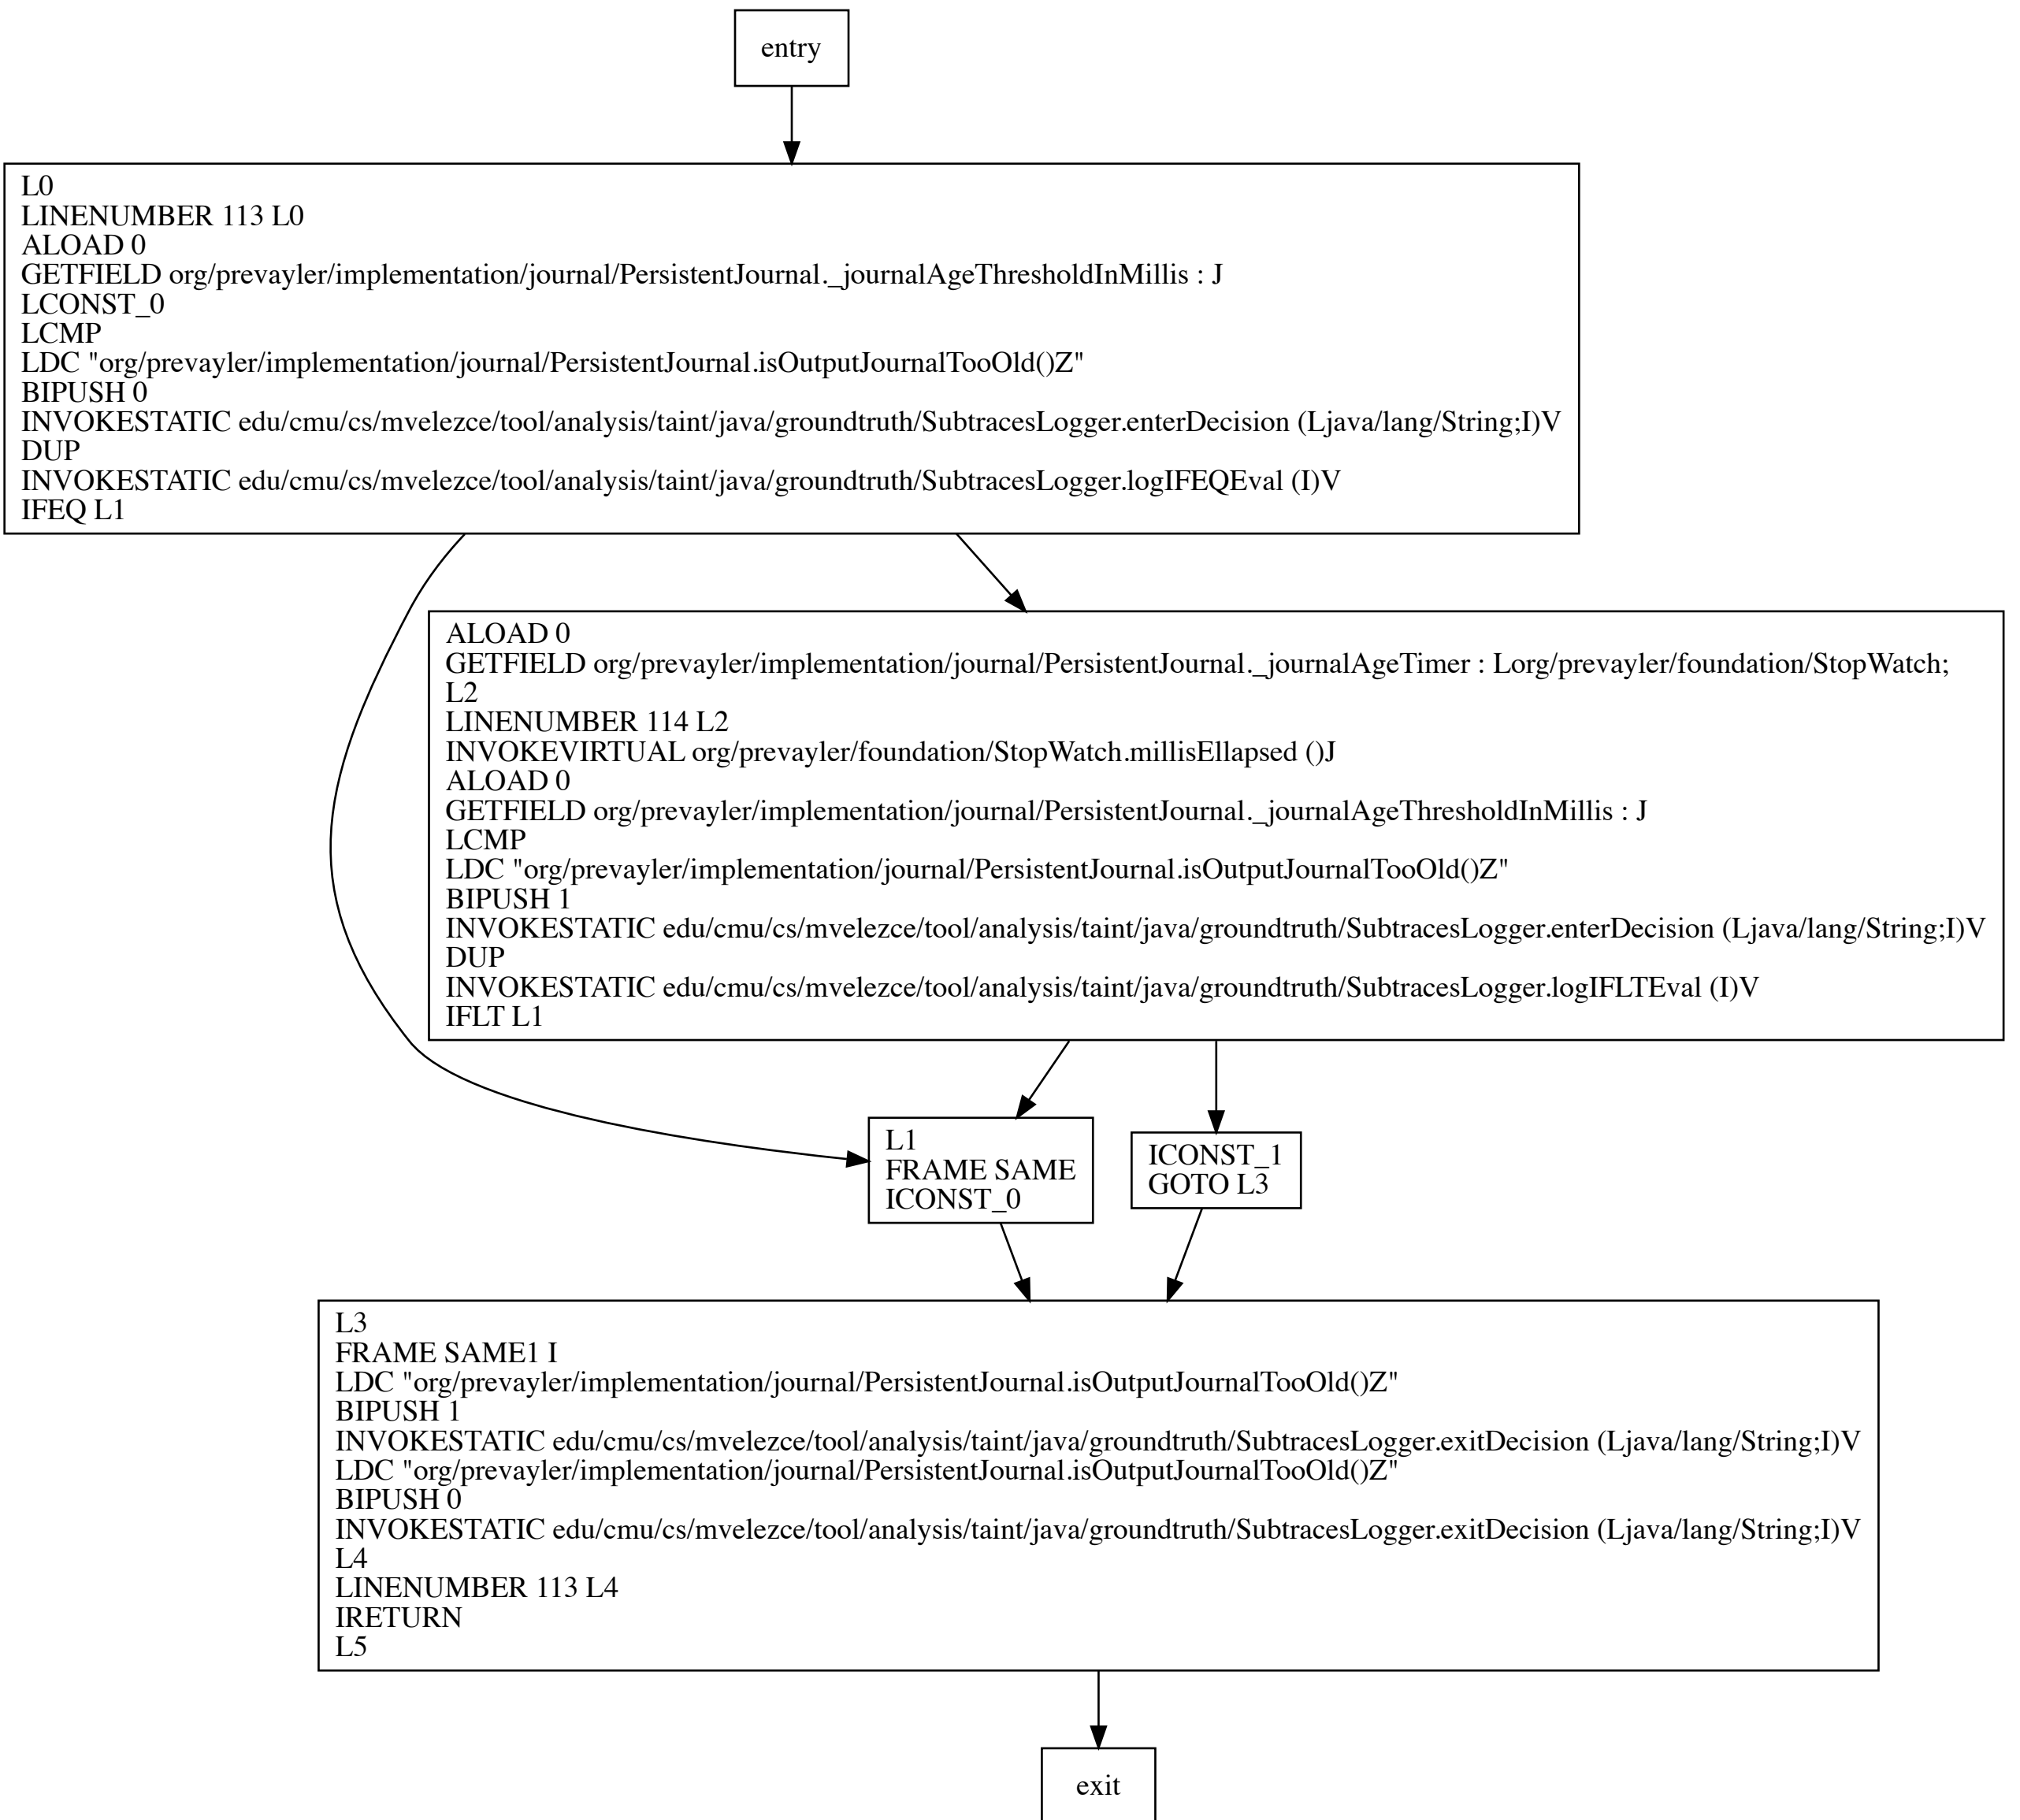 entry
L0
LINENUMBER 113 L0
ALOAD 0
GETFIELD org/prevayler/implementation/journal/PersistentJournal._journalAgeThresholdInMillis : J
LCONST_0
LCMP
LDC "org/prevayler/implementation/journal/PersistentJournal.isOutputJournalTooOld()Z"
BIPUSH 0
INVOKESTATIC edu/cmu/cs/mvelezce/tool/analysis/taint/java/groundtruth/SubtracesLogger.enterDecision (Ljava/lang/String;I)V
DUP
INVOKESTATIC edu/cmu/cs/mvelezce/tool/analysis/taint/java/groundtruth/SubtracesLogger.logIFEQEval (I)V
IFEQ L1
ALOAD 0
GETFIELD org/prevayler/implementation/journal/PersistentJournal._journalAgeTimer : Lorg/prevayler/foundation/StopWatch;
L2
LINENUMBER 114 L2
INVOKEVIRTUAL org/prevayler/foundation/StopWatch.millisEllapsed ()J
ALOAD 0
GETFIELD org/prevayler/implementation/journal/PersistentJournal._journalAgeThresholdInMillis : J
LCMP
LDC "org/prevayler/implementation/journal/PersistentJournal.isOutputJournalTooOld()Z"
BIPUSH 1
INVOKESTATIC edu/cmu/cs/mvelezce/tool/analysis/taint/java/groundtruth/SubtracesLogger.enterDecision (Ljava/lang/String;I)V
DUP
INVOKESTATIC edu/cmu/cs/mvelezce/tool/analysis/taint/java/groundtruth/SubtracesLogger.logIFLTEval (I)V
IFLT L1
L1
FRAME SAME
ICONST_0
ICONST_1
GOTO L3
L3
FRAME SAME1 I
LDC "org/prevayler/implementation/journal/PersistentJournal.isOutputJournalTooOld()Z"
BIPUSH 1
INVOKESTATIC edu/cmu/cs/mvelezce/tool/analysis/taint/java/groundtruth/SubtracesLogger.exitDecision (Ljava/lang/String;I)V
LDC "org/prevayler/implementation/journal/PersistentJournal.isOutputJournalTooOld()Z"
BIPUSH 0
INVOKESTATIC edu/cmu/cs/mvelezce/tool/analysis/taint/java/groundtruth/SubtracesLogger.exitDecision (Ljava/lang/String;I)V
L4
LINENUMBER 113 L4
IRETURN
L5
exit